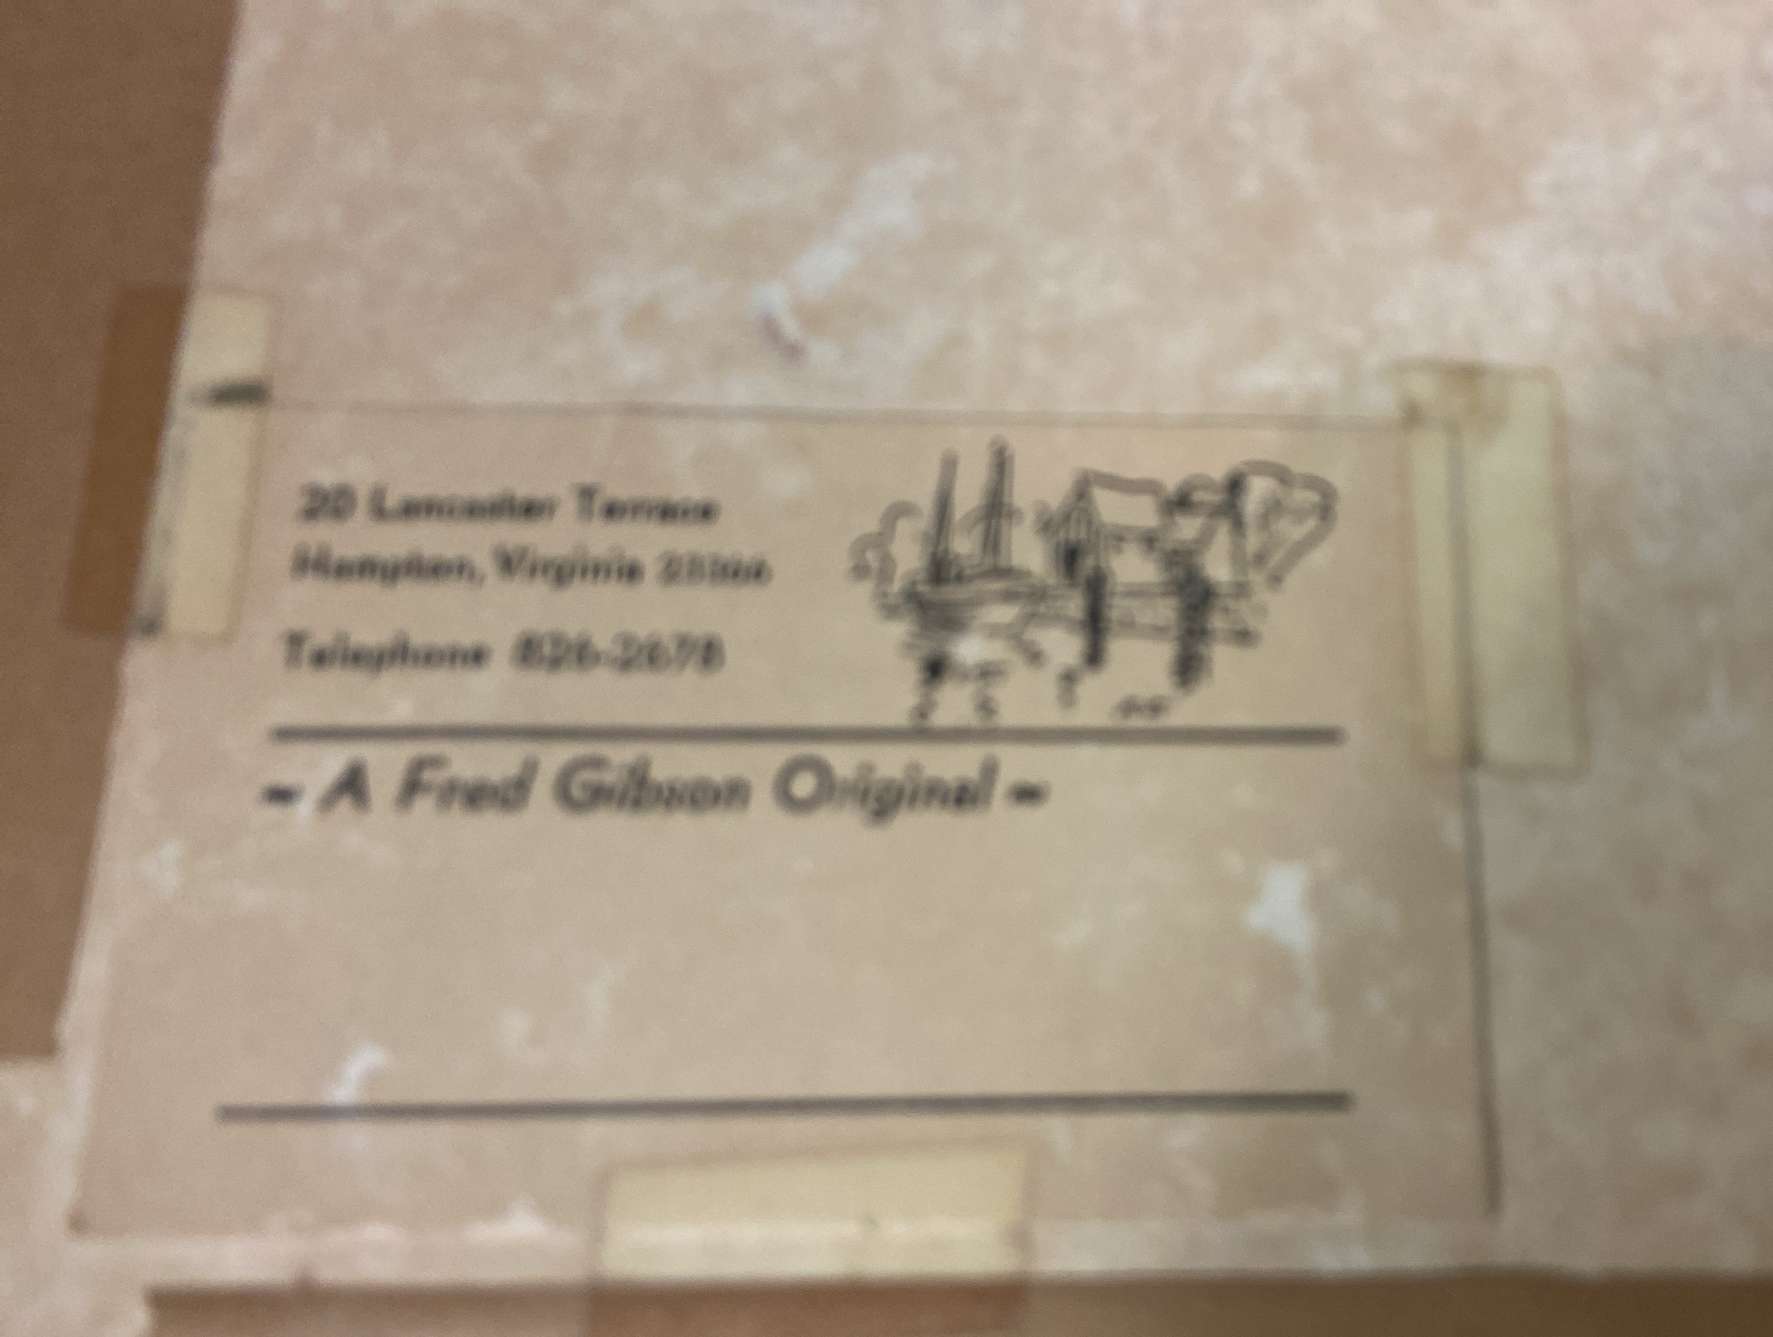 20 Lancaster Terrace
Hampton, Virginia
Telephone 826-2678
~ A Fred Gibson Original ~